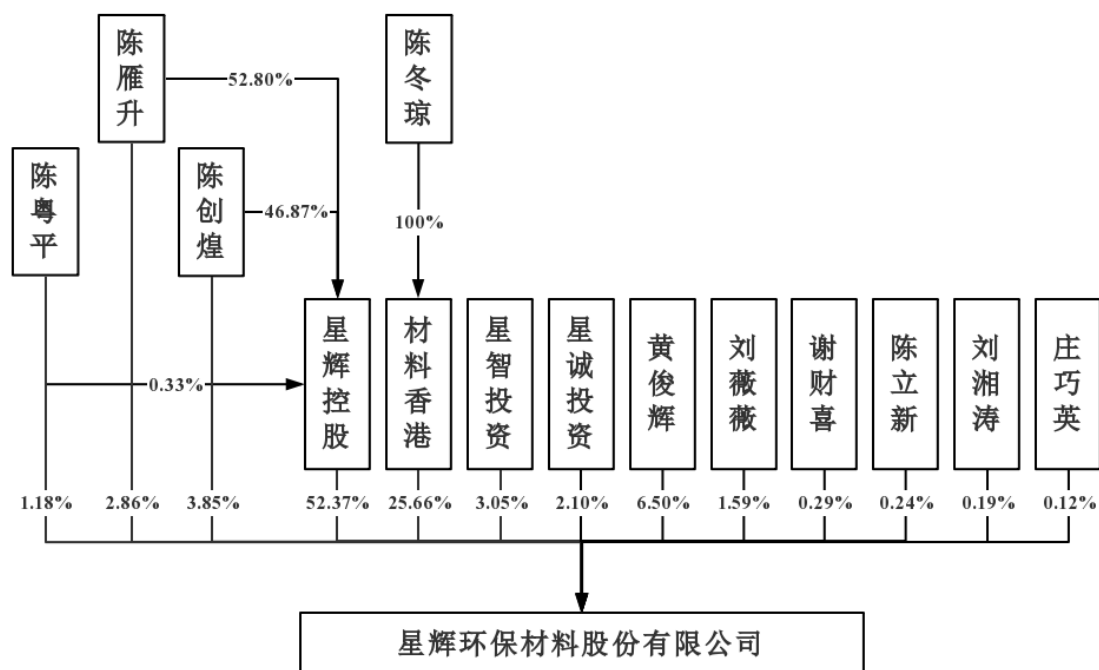 陈雁升
52.80%
陈冬琼
陈粤平
陈创煌
46.87%
100%
0.33%
星辉控股
材料香港
星智投资
星诚投资
黄俊辉
刘薇薇
谢财喜
陈立新
刘湘涛
庄巧英
1.18%
2.86%
3.85%
52.37%
25.66%
3.05%
2.10%
6.50%
1.59%
0.29%
0.24%
0.19%
0.12%
星辉环保材料股份有限公司